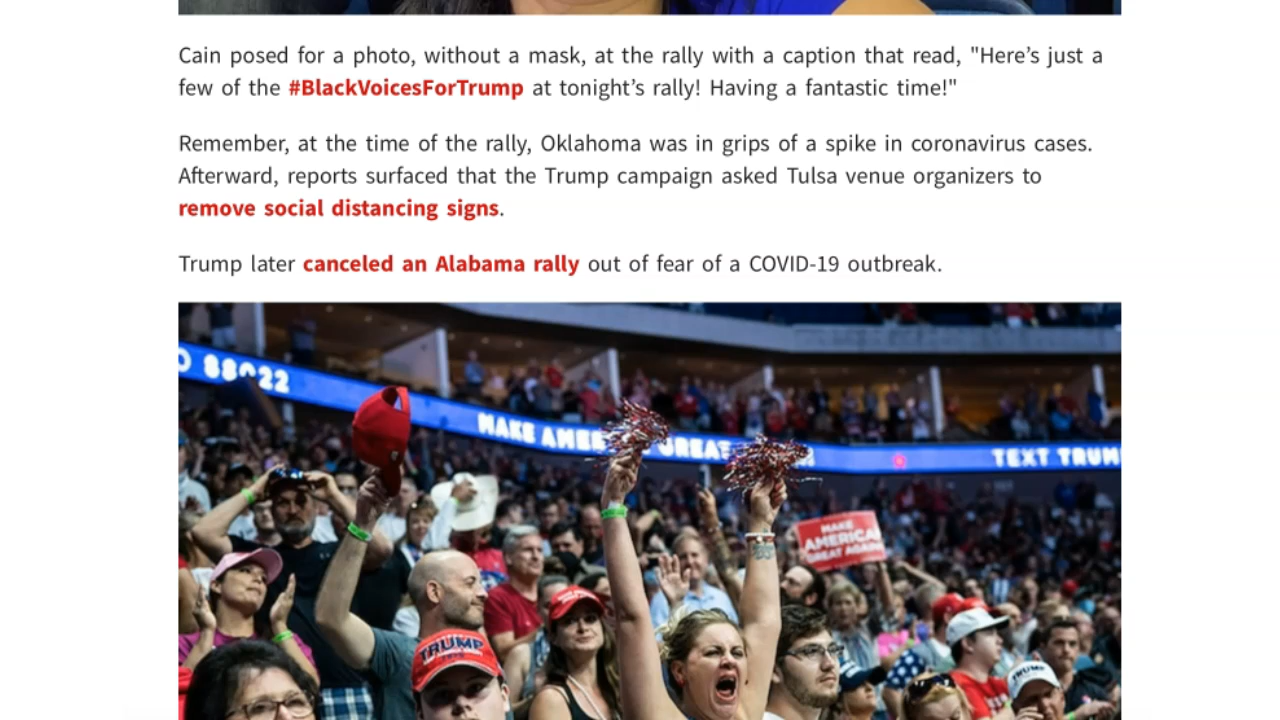 Cain posed for a photo, without a mask, at the rally with a caption that read, "Here’s just a
few of the #BlackVoicesForTrump at tonight’s rally! Having a fantastic time!"
Remember, at the time of the rally, Oklahoma was in grips of a spike in coronavirus cases.
Afterward, reports surfaced that the Trump campaign asked Tulsa venue organizers to
remove social distancing signs.
Trump later canceled an Alabama rally out of fear of a COVID-19 outbreak.
88022
MAKE GREAT
TEXT TRUM
MAKE
AMERICA
GREAT AGAIN
TRUMP
TRUMP